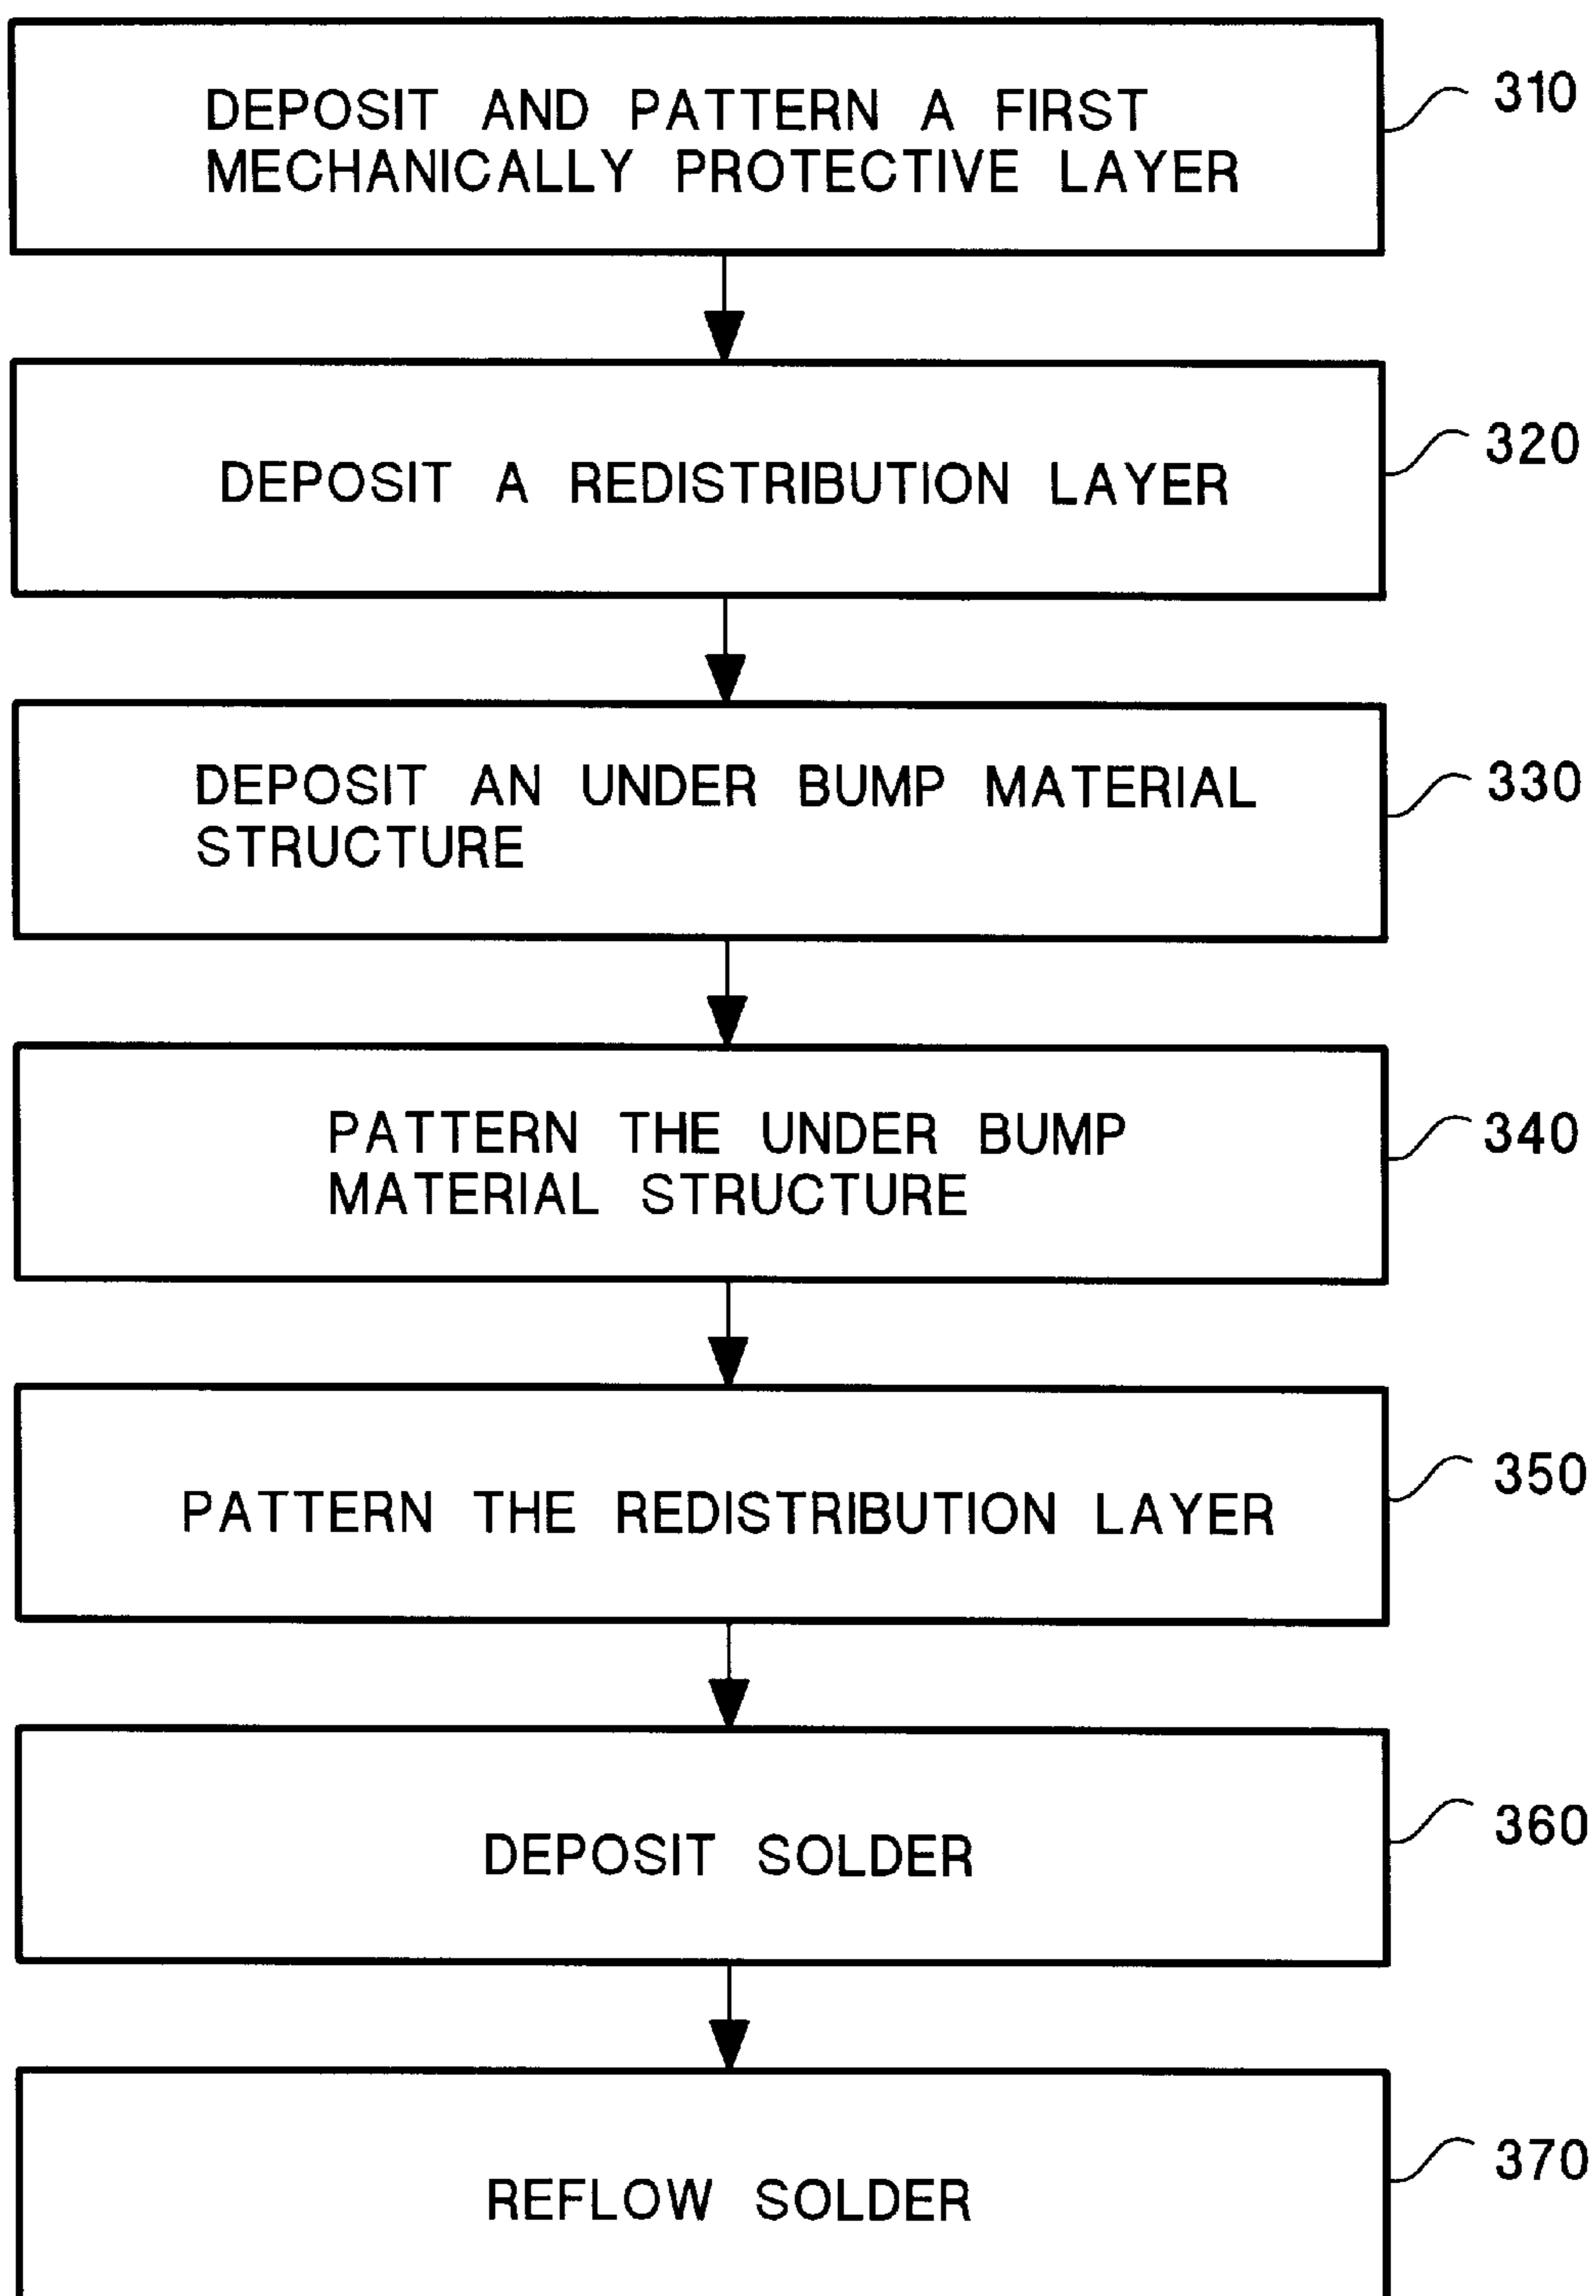 DEPOSIT AND PATTERN A FIRST
MECHANICALLY PROTECTIVE LAYER
310
DEPOSIT A REDISTRIBUTION LAYER
320
DEPOSIT AN UNDER BUMP MATERIAL
STRUCTURE
330
PATTERN THE UNDER BUMP
MATERIAL STRUCTURE
340
PATTERN THE REDISTRIBUTION LAYER
350
DEPOSIT SOLDER
360
REFLOW SOLDER
370